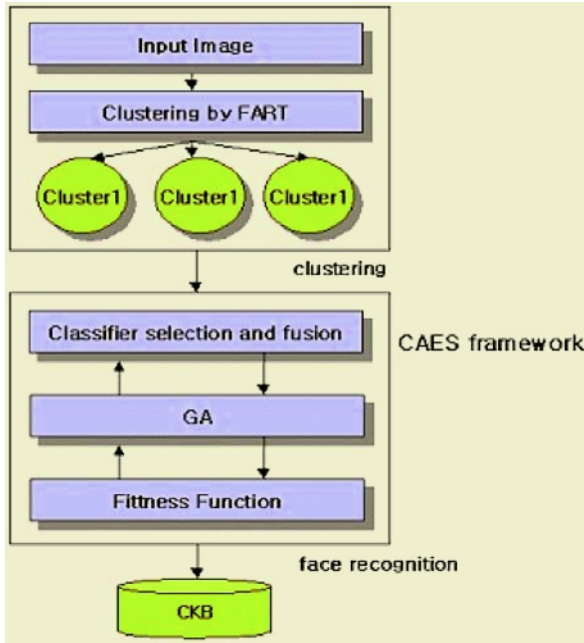 Input Image
Clustering by FART
Cluster1 Cluster1 Cluster1
clustering
Classifier selection and fusion
CAES framework
GA
Fittness Function
face recognition
CKB